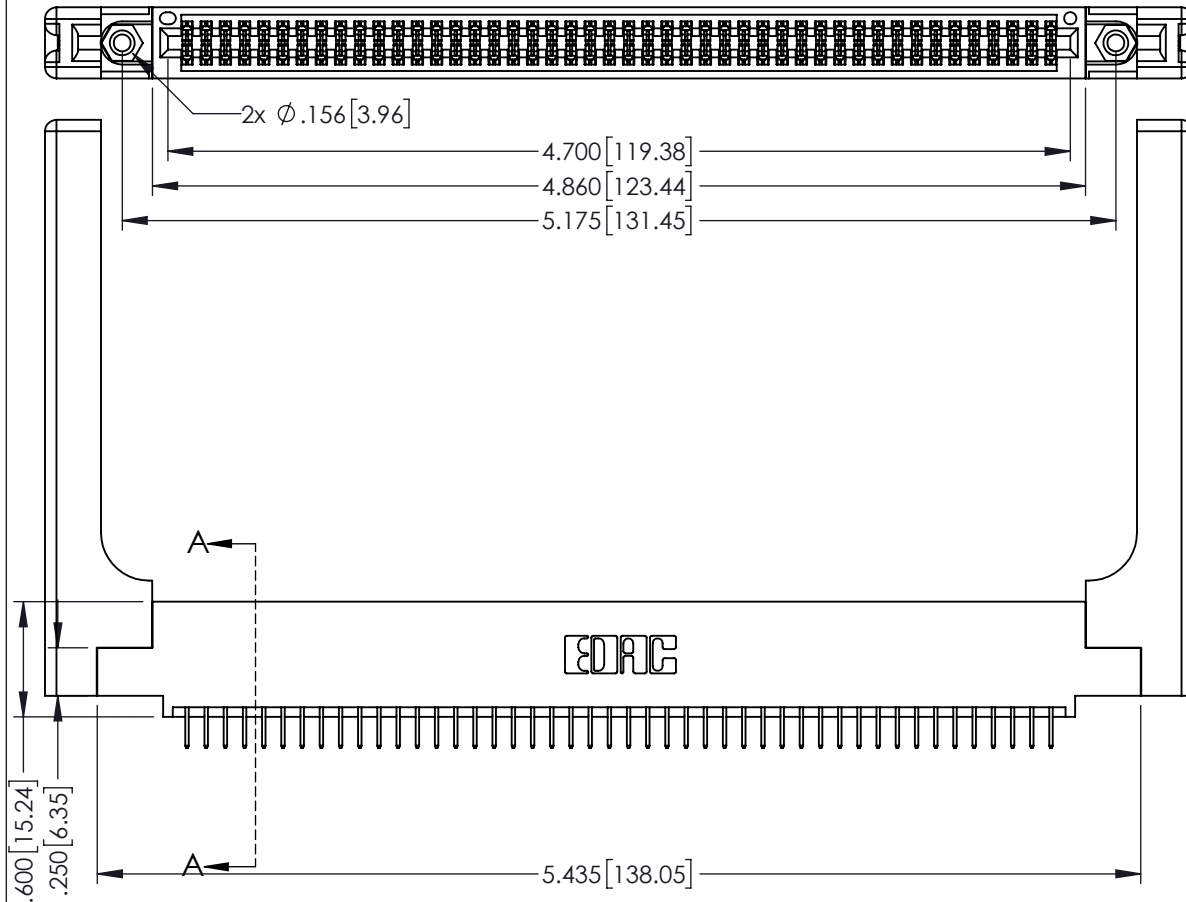 2x Ø.156[3.96]
4.700[119.38]
4.860[123.44]
5.175[131.45]
A
EDAC
.600[15.24]
.250[6.35]
A
5.435[138.05]